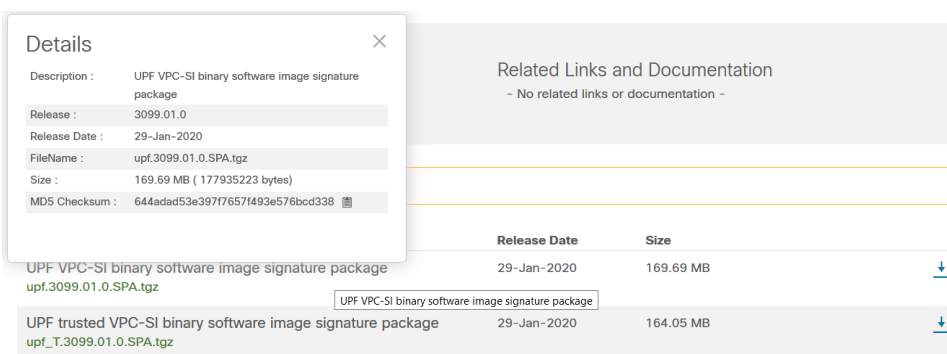 Details
Description : UPF VPC-SI binary software image signature
package
Release : 3099.01.0
Release Date : 29-Jan-2020
FileName : upf.3099.01.0.SPA.tgz
Size : 169.69 MB ( 177935223 bytes)
MD5 Checksum : 644adad53e397f7657f493e576bcd338
Related Links and Documentation
- No related links or documentation -
Release Date Size
UPF VPC-SI binary software image signature package 29-Jan-2020 169.69 MB
upf.3099.01.0.SPA.tgz
UPF VPC-SI binary software image signature package
UPF trusted VPC-SI binary software image signature package 29-Jan-2020 164.05 MB
upf_T.3099.01.0.SPA.tgz